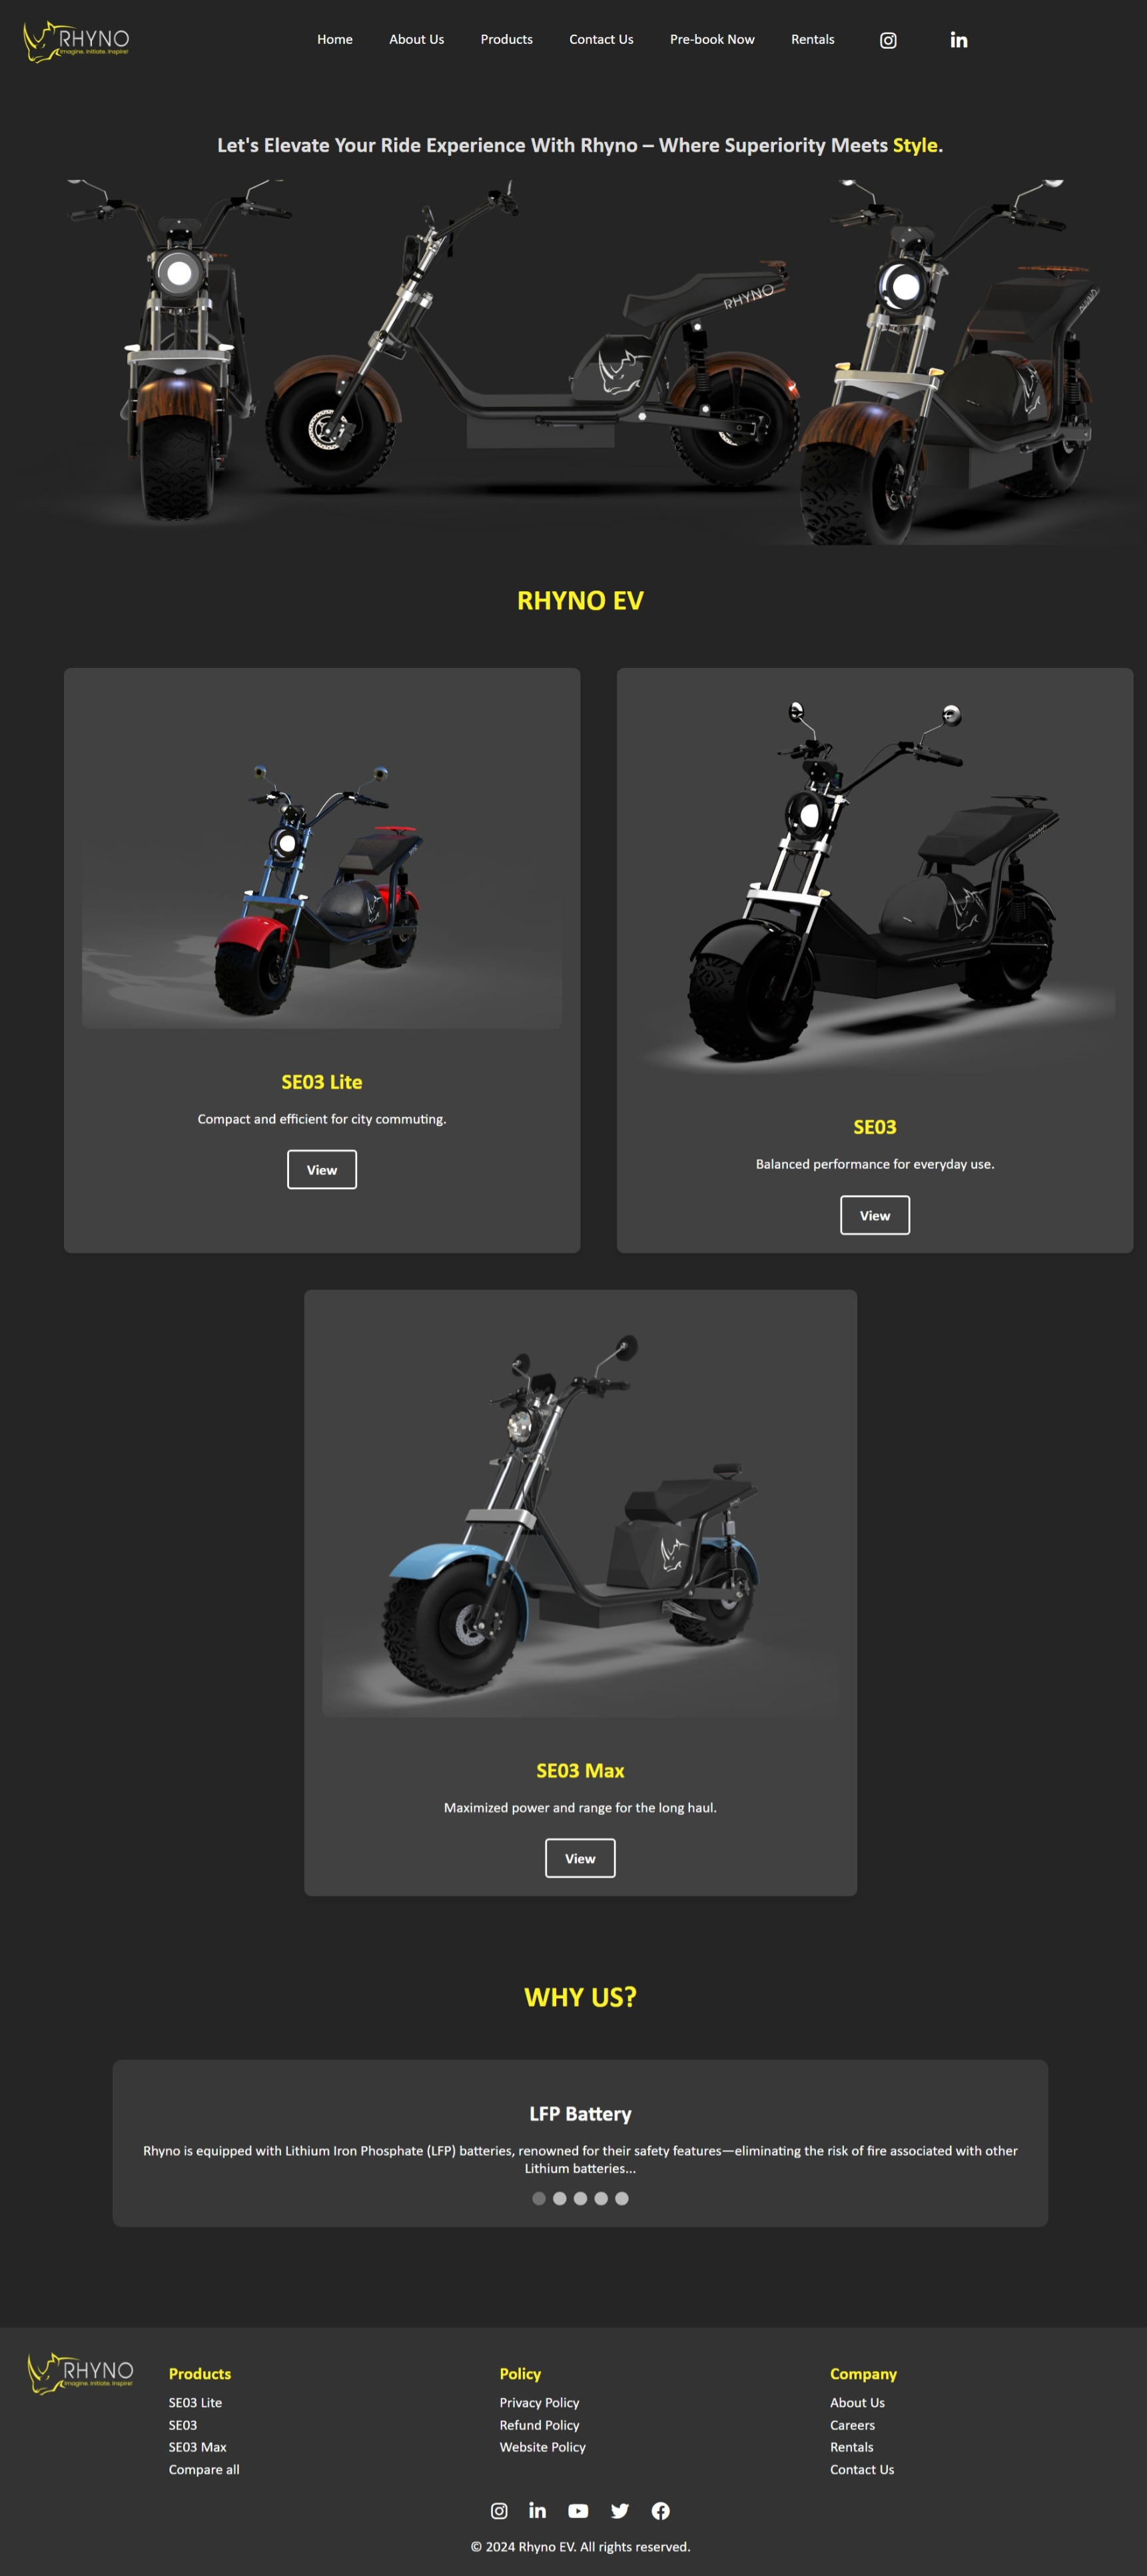 RHYNO
Imagine. Initiate. Inspire!
Home
About Us
Products
Contact Us
Pre-book Now
Rentals
Let's Elevate Your Ride Experience With Rhyno – Where Superiority Meets Style.
RHYNO
RHYNO EV
SE03 Lite
Compact and efficient for city commuting.
View
SE03
Balanced performance for everyday use.
View
SE03 Max
Maximized power and range for the long haul.
View
WHY US?
LFP Battery
Rhyno is equipped with Lithium Iron Phosphate (LFP) batteries, renowned for their safety features—eliminating the risk of fire associated with other
Lithium batteries...
RHYNO
Imagine. Initiate. Inspire!
Products
SE03 Lite
SE03
SE03 Max
Compare all
Policy
Privacy Policy
Refund Policy
Website Policy
Company
About Us
Careers
Rentals
Contact Us
© 2024 Rhyno EV. All rights reserved.